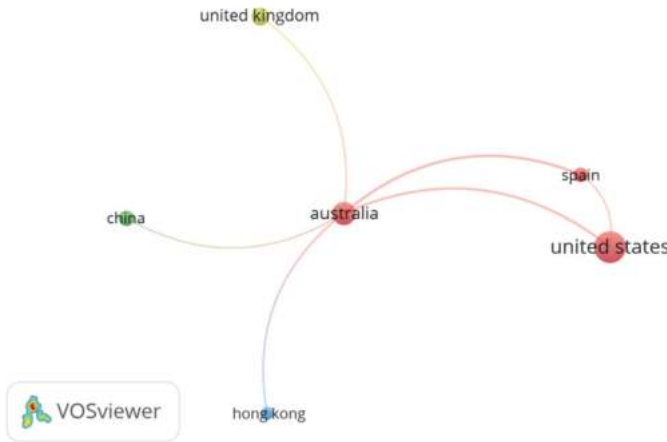 united kingdom
spain
china
australia
united states
VOSviewer
hong kong